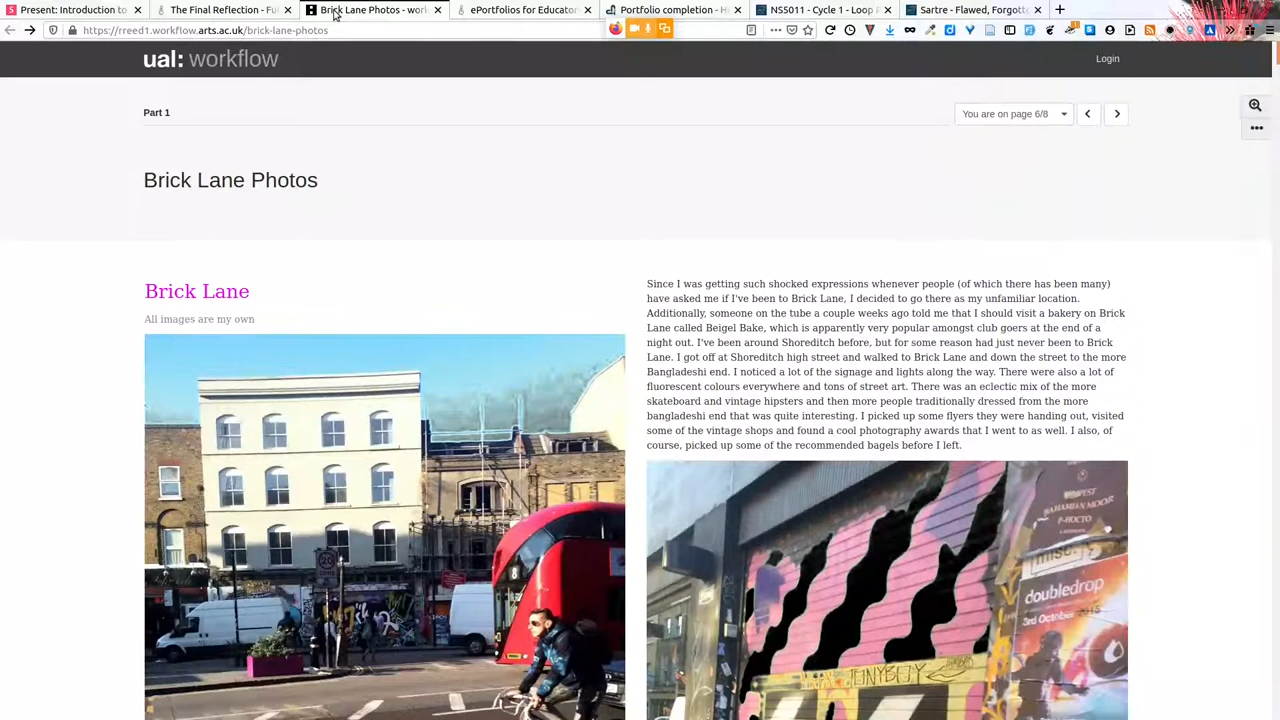 Present: Introduction to
The Final Reflection - Fu
Brick Lane Photos - work
ePortfolios for Educator
Portfolio completion - H
NS5011 - Cycle 1 - Loop
Sartre - Flawed, Forgott
https://rreed1.workflow.arts.ac.uk/brick-lane-photos
ual: workflow
Login
Part 1
You are on page 6/8
Brick Lane Photos
Brick Lane
All images are my own
Since I was getting such shocked expressions whenever people (of which there has been many)
have asked me if I've been to Brick Lane, I decided to go there as my unfamiliar location.
Additionally, someone on the tube a couple weeks ago told me that I should visit a bakery on Brick
Lane called Beigel Bake, which is apparently very popular amongst club goers at the end of a
night out. I've been around Shoreditch before, but for some reason had just never been to Brick
Lane. I got off at Shoreditch high street and walked to Brick Lane and down the street to the more
Bangladeshi end. I noticed a lot of the signage and lights along the way. There were also a lot of
fluorescent colours everywhere and tons of street art. There was an eclectic mix of the more
skateboard and vintage hipsters and then more people traditionally dressed from the more
bangladeshi end that was quite interesting. I picked up some flyers they were handing out, visited
some of the vintage shops and found a cool photography awards that I went to as well. I also, of
course, picked up some of the recommended bagels before I left.
20
ZONE
8
BAHAMIAN MOOR
P-HOCTO
misc.
doubledrop
3rd October 2015
TONYBOY